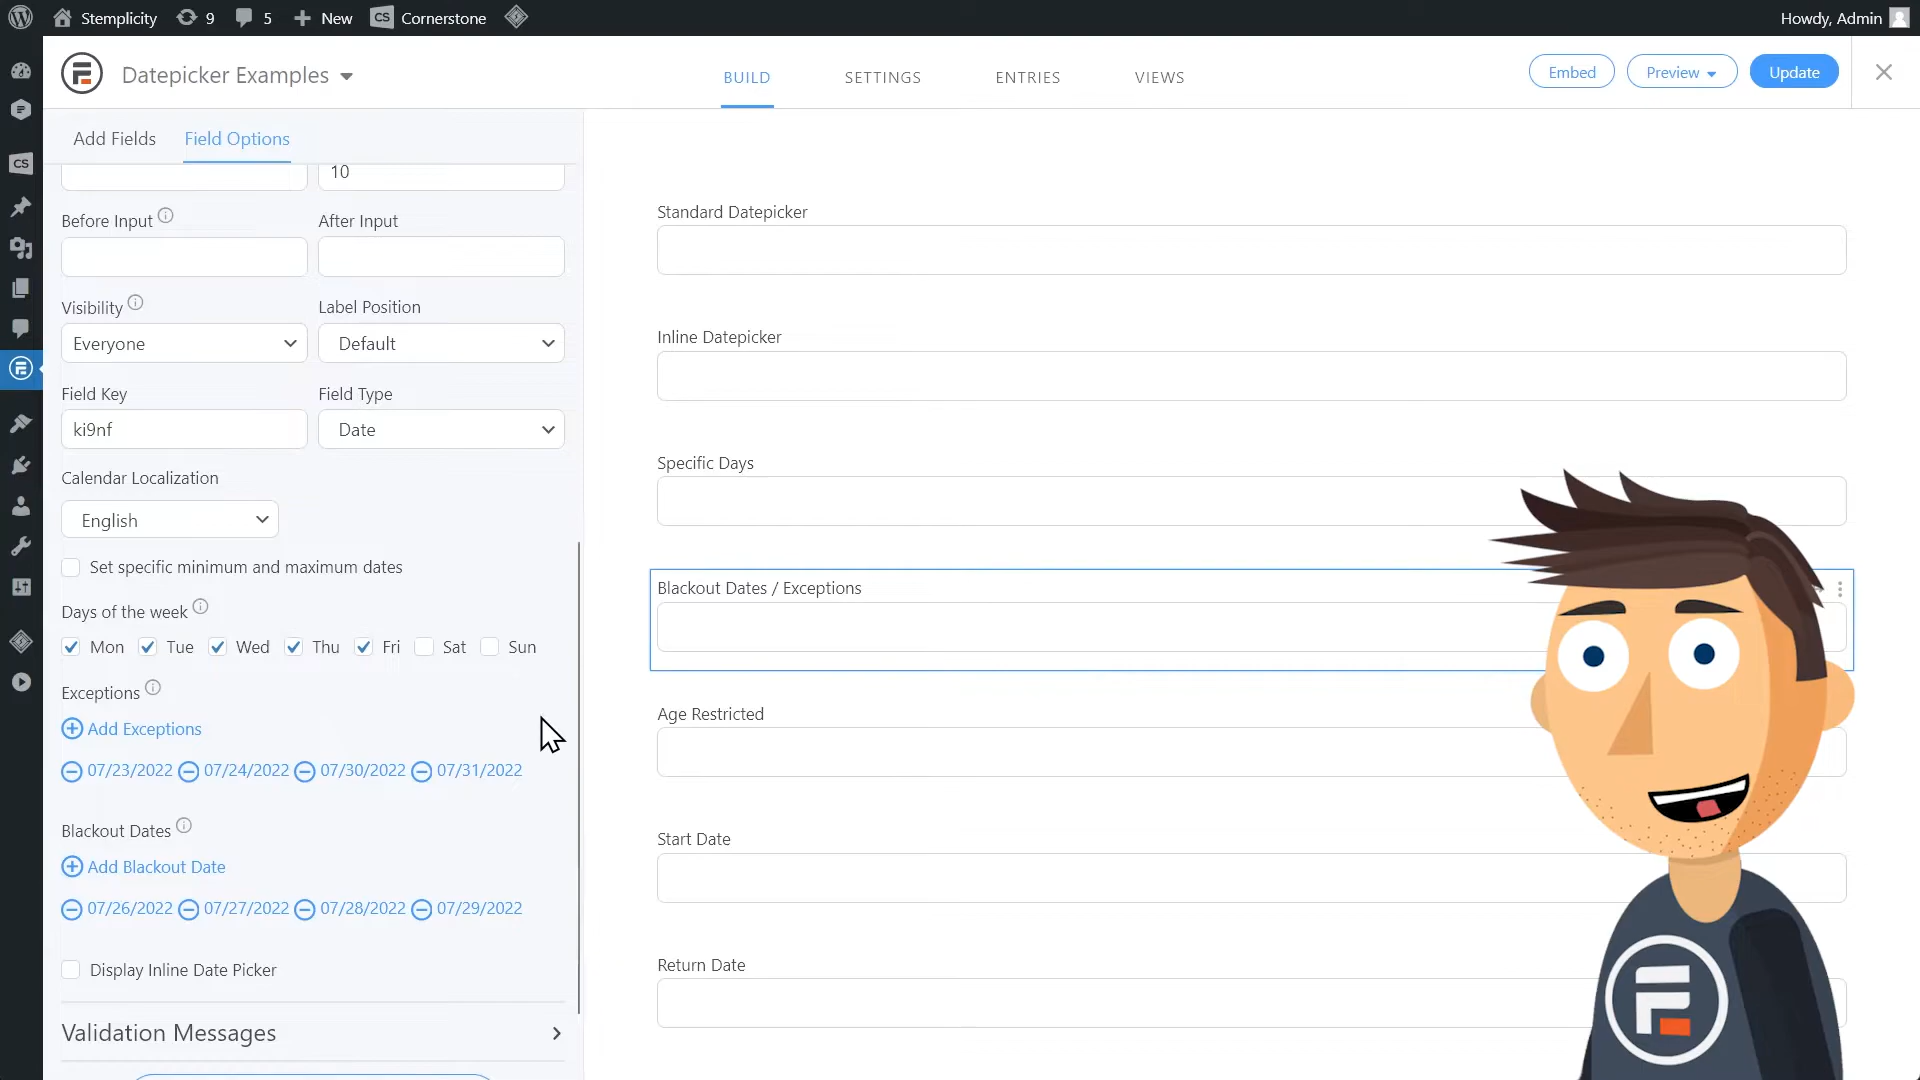 Stemplicity 9 5 New CS Cornerstone Howdy, Admin
Datepicker Examples BUILD SETTINGS ENTRIES VIEWS Embed Preview Update
CS
Add Fields Field Options
10
Before Input After Input
Visibility Label Position
Everyone Default
Field Key Field Type
ki9nf Date
Calendar Localization
English
Set specific minimum and maximum dates
Days of the week
Mon Tue Wed Thu Fri Sat Sun
Exceptions
Add Exceptions
07/23/2022 07/24/2022 07/30/2022 07/31/2022
Blackout Dates
Add Blackout Date
07/26/2022 07/27/2022 07/28/2022 07/29/2022
Display Inline Date Picker
Validation Messages
Standard Datepicker
Inline Datepicker
Specific Days
Blackout Dates / Exceptions
Age Restricted
Start Date
Return Date